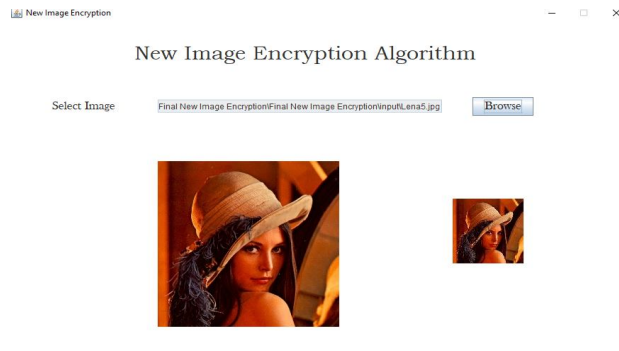 New Image Encryption
New Image Encryption Algorithm
Select Image
Final New Image Encryption\Final New Image Encryption\input\Lena5.jpg
Browse